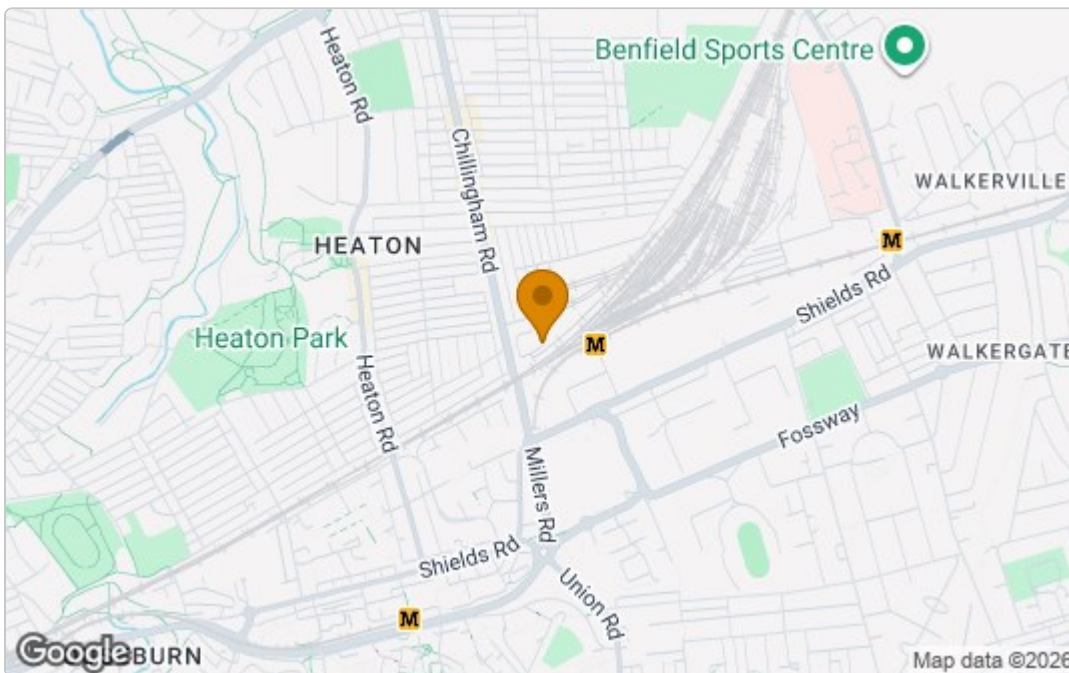 Benfield Sports Centre
Heaton Rd
Chillingham Rd
WALKERVILLE
HEATON
M
Shields Rd
Heaton Park
M
WALKERGATE
Heaton Rd
Fossway
Millers Rd
Shields Rd
Union Rd
M
Google
BURN
Map data ©2026